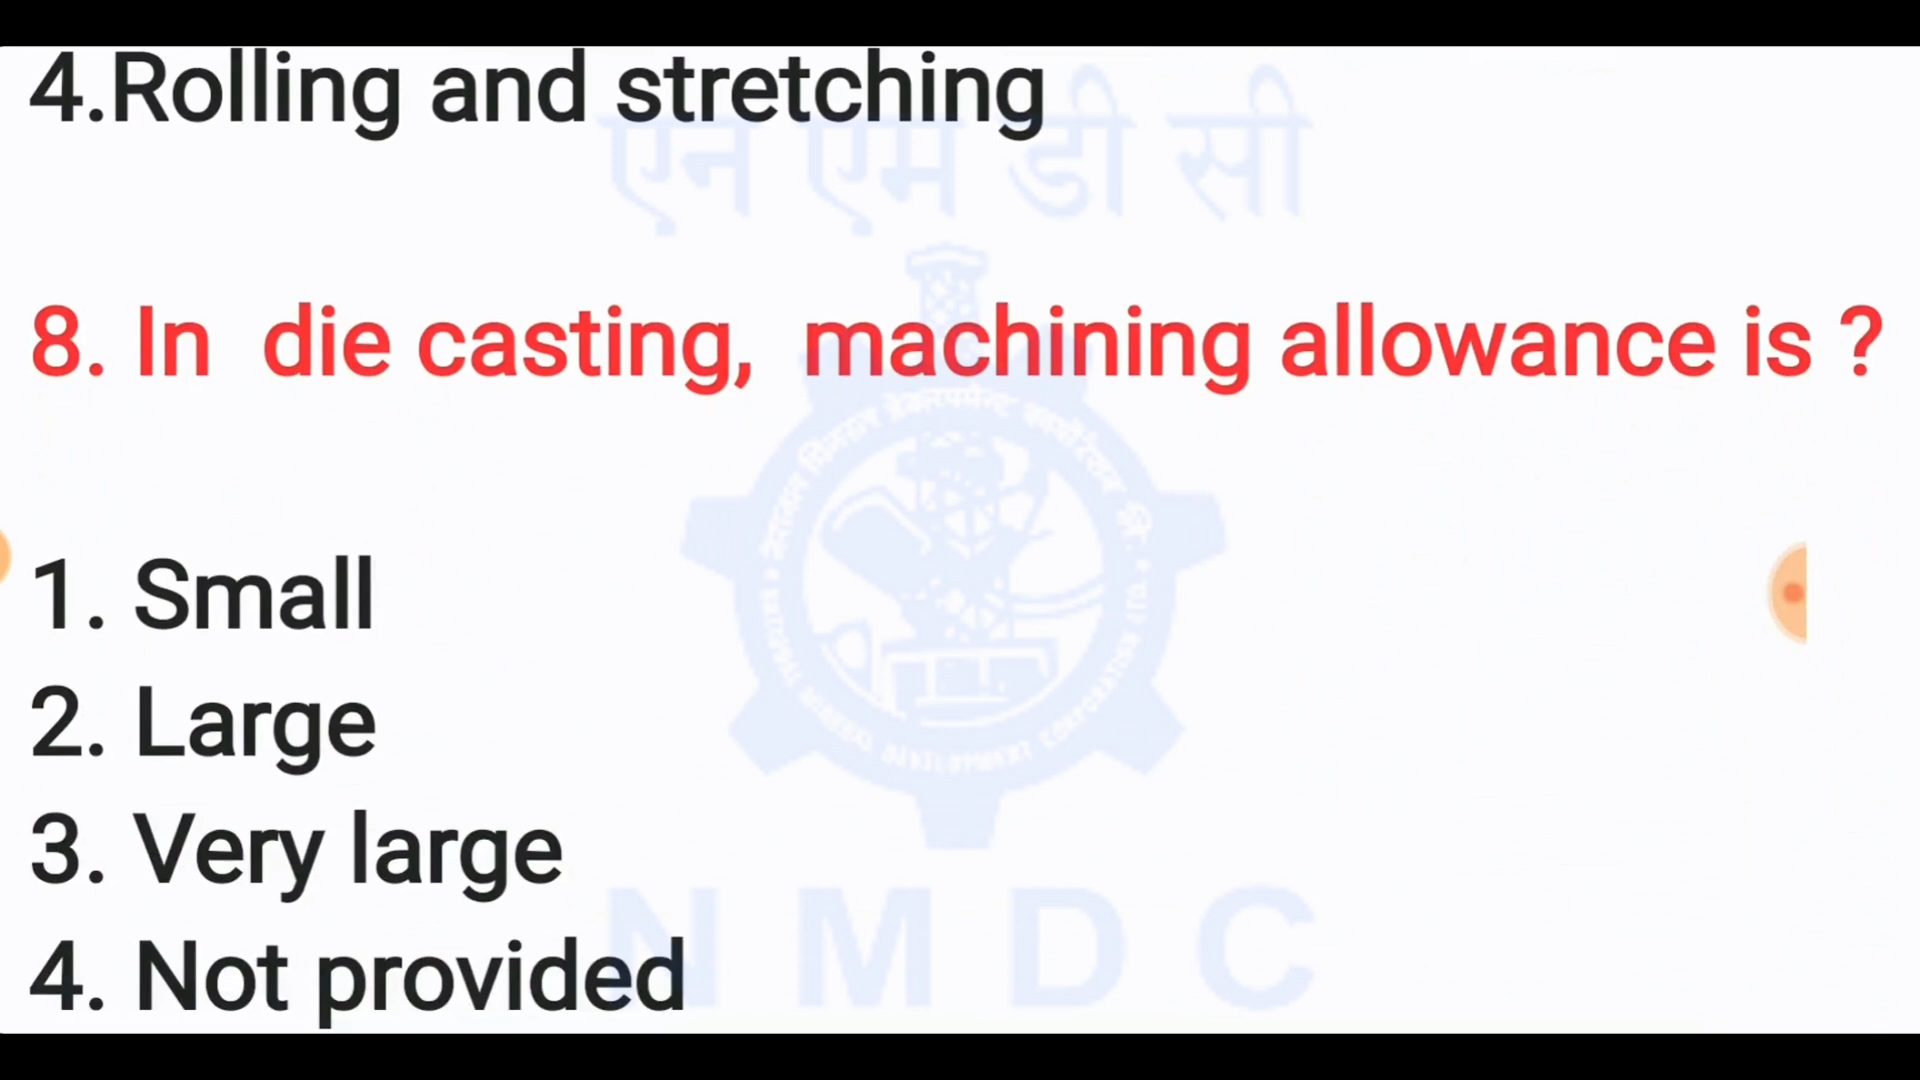 4.Rolling and stretching
एन एम डी सी
8. In die casting, machining allowance is ?
1. Small
2. Large
3. Very large
4. Not provided
N M D C